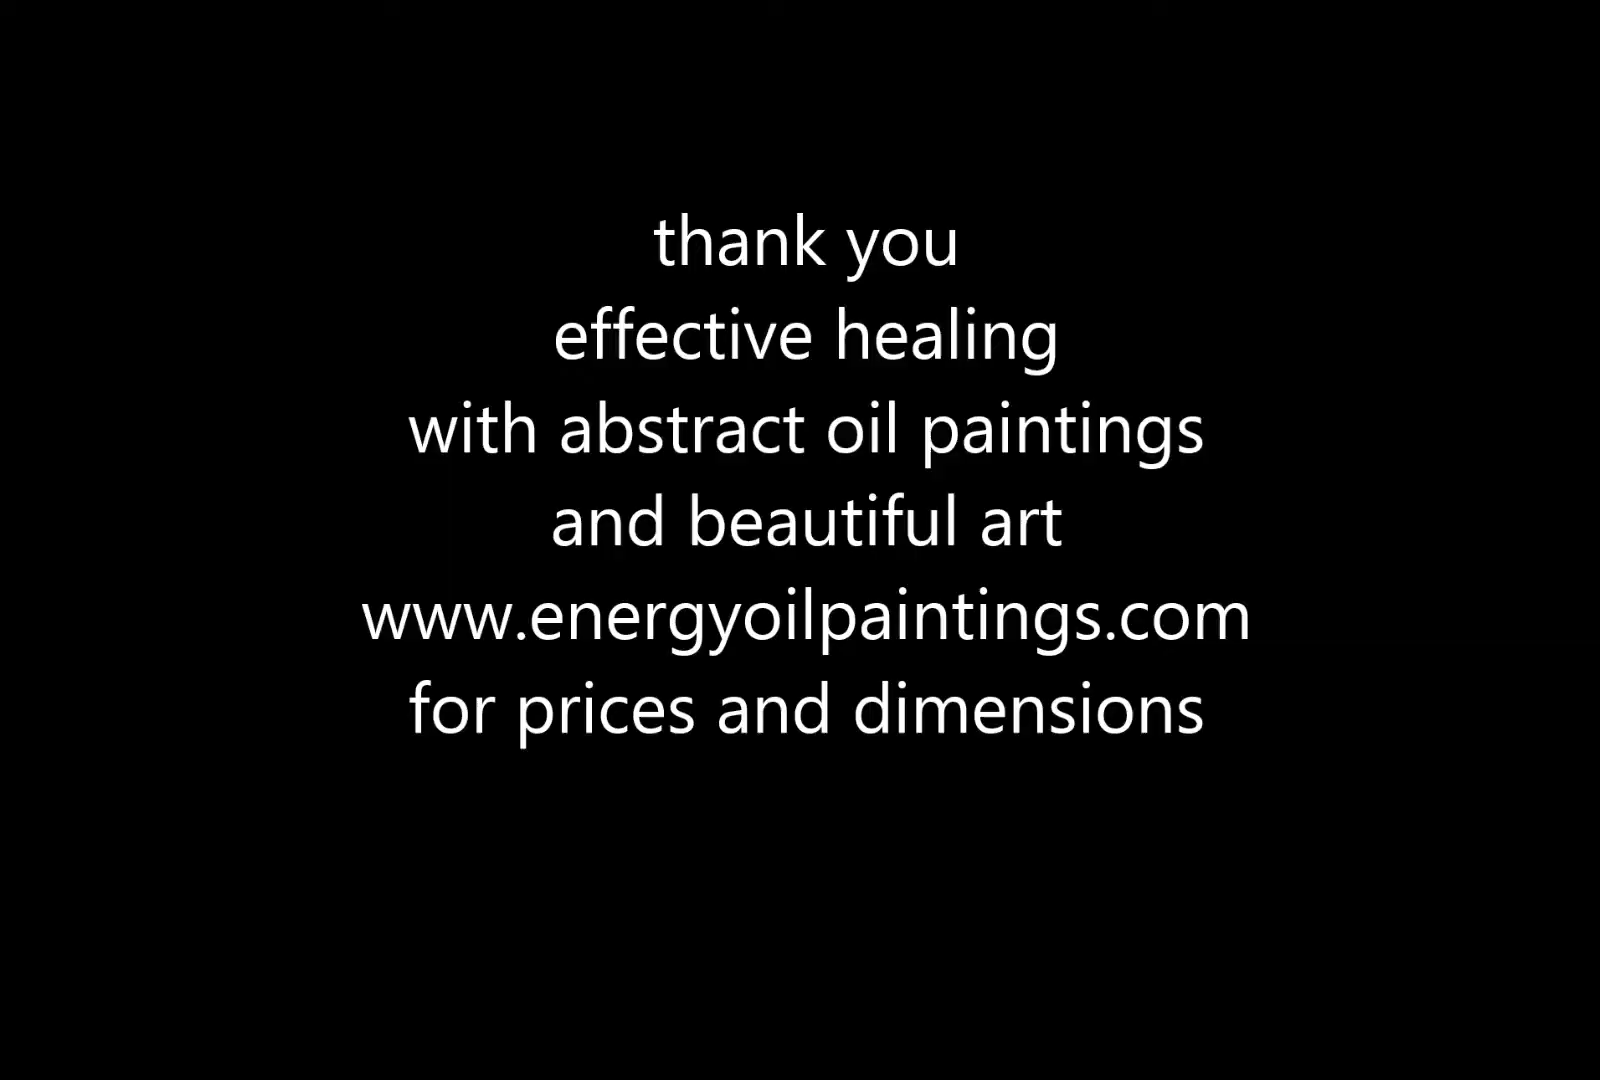 thank you
effective healing
with abstract oil paintings
and beautiful art
www.energyoilpaintings.com
for prices and dimensions